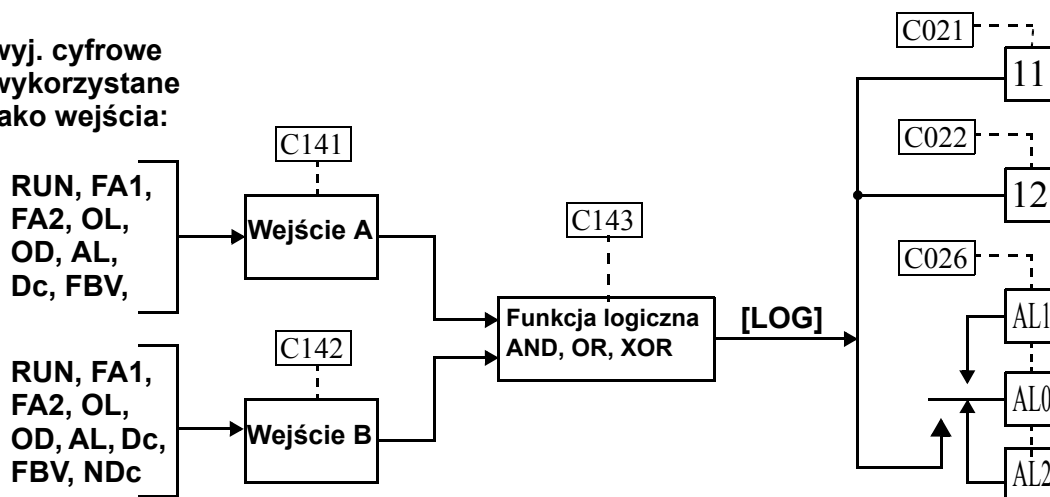 wyj. cyfrowe
wykorzystane
ako wejścia:
RUN, FA1,
FA2, OL,
OD, AL,
Dc, FBV,
C141
Wejście A
RUN, FA1,
FA2, OL,
OD, AL, Dc,
FBV, NDc
C142
Wejście B
C143
Funkcja logiczna
AND, OR, XOR
[LOG]
C021
11
C022
12
C026
AL1
AL0
AL2